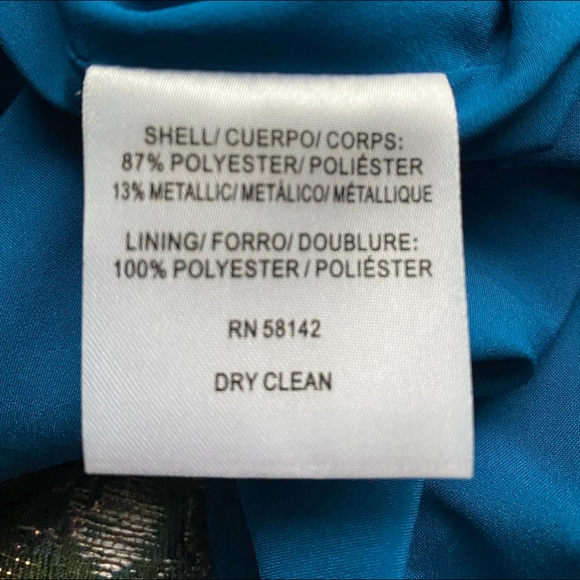 SHELL/ CUERPO/ CORPS:
87% POLYESTER/ POLIÉSTER
13% METALLIC/ METÁLICO/ MÉTALLIQUE
LINING/ FORRO/ DOUBLURE:
100% POLYESTER / POLIÉSTER
RN 58142
DRY CLEAN